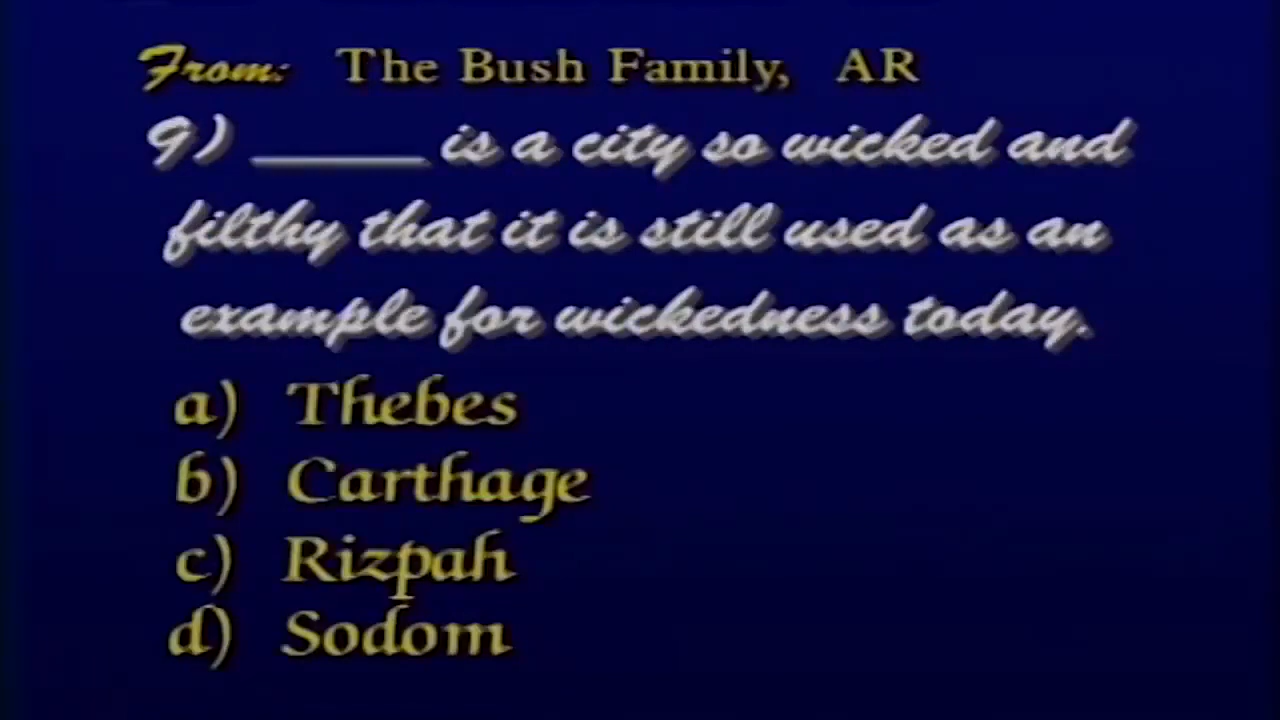 From: The Bush Family, AR
9) _____ is a city so wicked and
filthy that it is still used as an
example for wickedness today.
a) Thebes
b) Carthage
c) Rizpah
d) Sodom